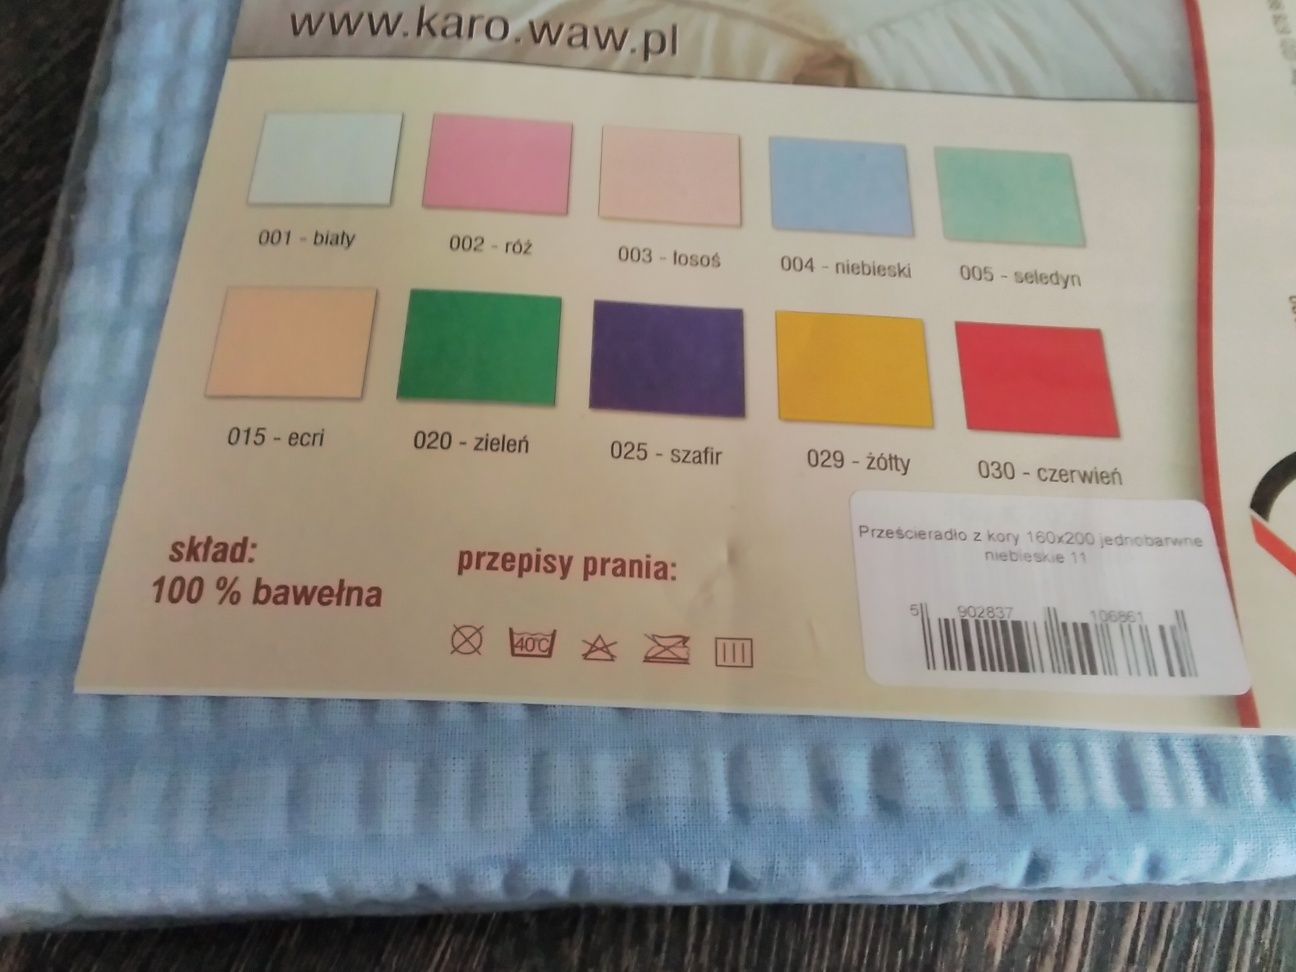 www.karo.waw.pl
001 - biały
002 - róż
003 - łosoś
004 - niebieski
005 - seledyn
015 - ecri
020 - zieleń
025 - szafir
029 - żółty
030 - czerwień
skład:
100 % bawełna
przepisy prania:
40°C
Prześcieradło z kory 160x200 jednobarwne
niebieskie 11
5 902837 106861